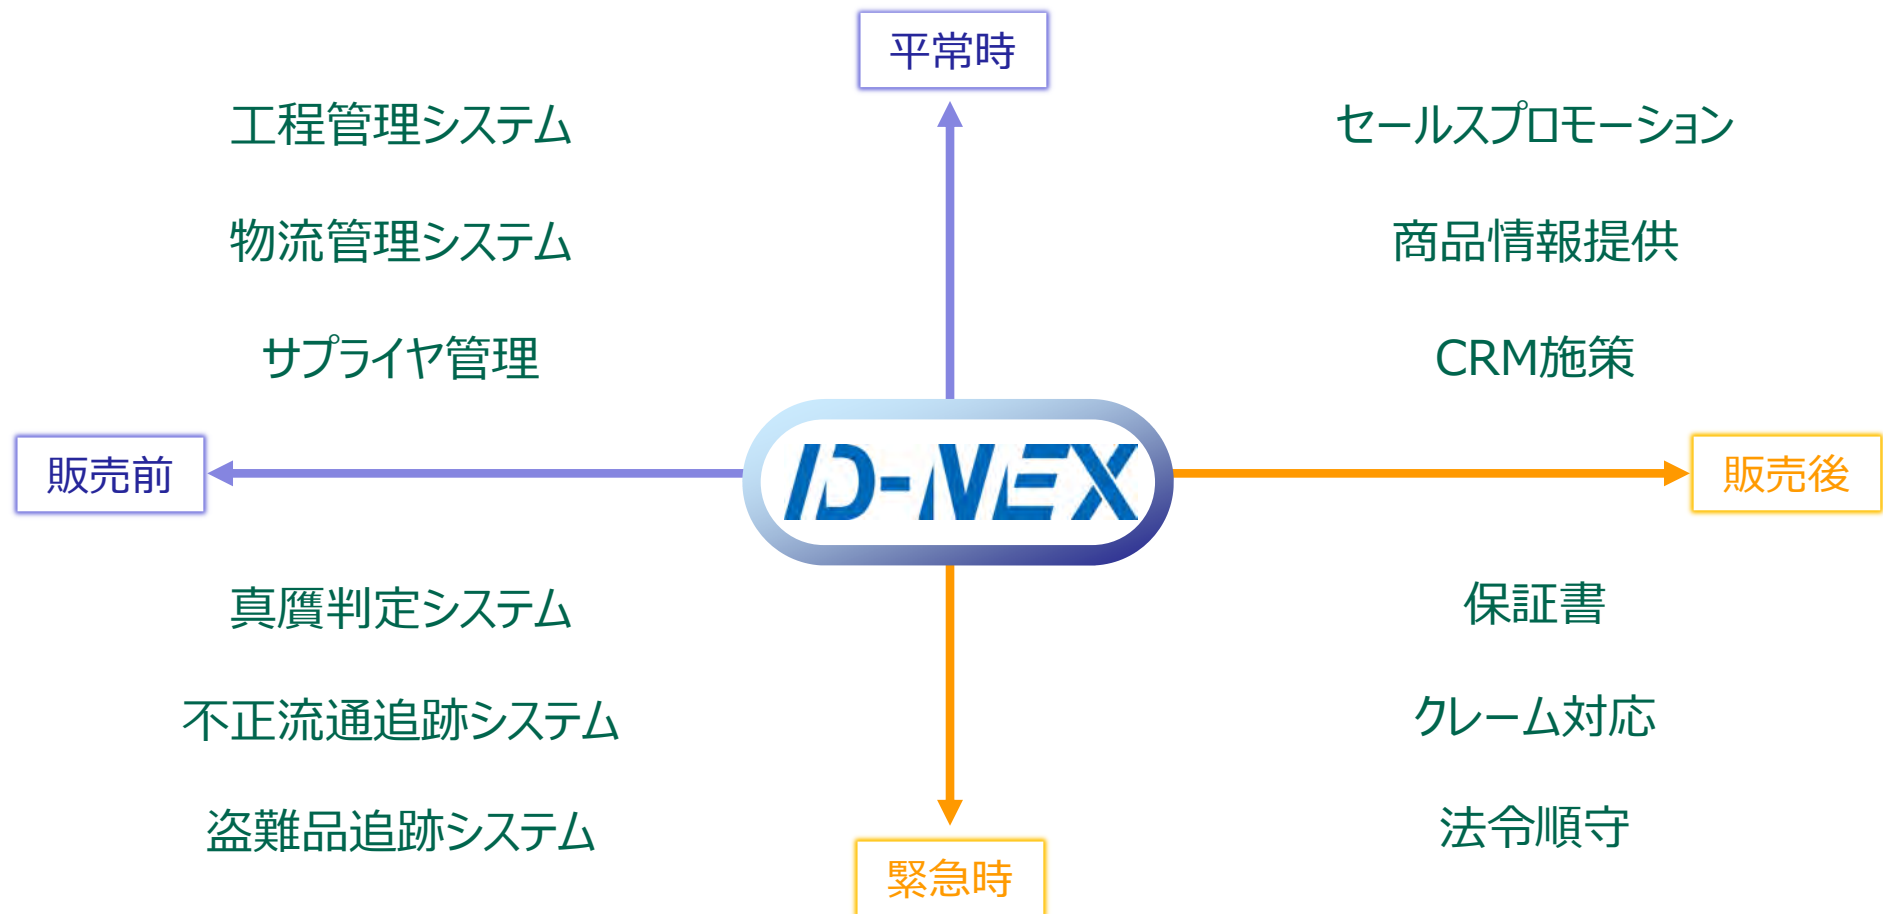 平常時
工程管理システム
セールスプロモーション
物流管理システム
商品情報提供
サプライヤ管理
CRM施策
販売前
ID-NEX
販売後
真贋判定システム
保証書
不正流通追跡システム
クレーム対応
盗難品追跡システム
法令順守
緊急時